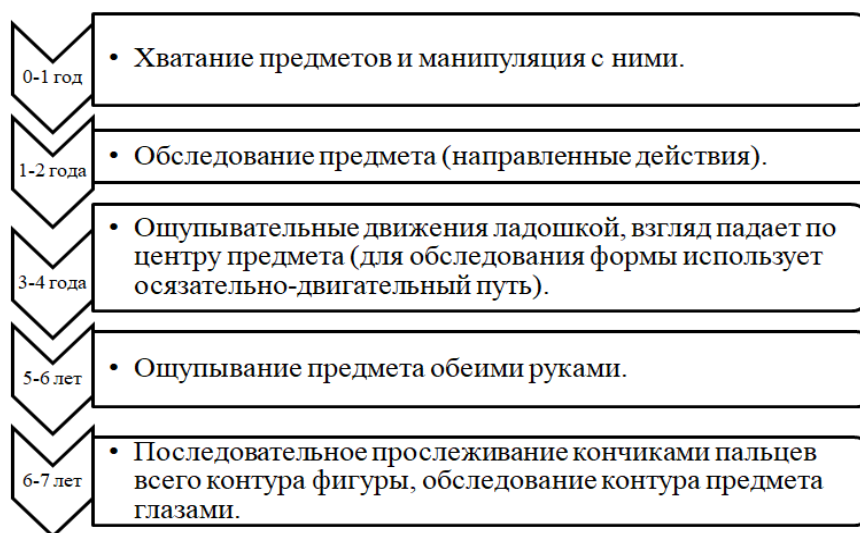 0-1 год
• Хватание предметов и манипуляция с ними.
1-2 года
• Обследование предмета (направленные действия).
3-4 года
• Ощупывательные движения ладошкой, взгляд падает по
центру предмета (для обследования формы использует
осязательно-двигательный путь).
5-6 лет
• Ощупывание предмета обеими руками.
6-7 лет
• Последовательное прослеживание кончиками пальцев
всего контура фигуры, обследование контура предмета
глазами.